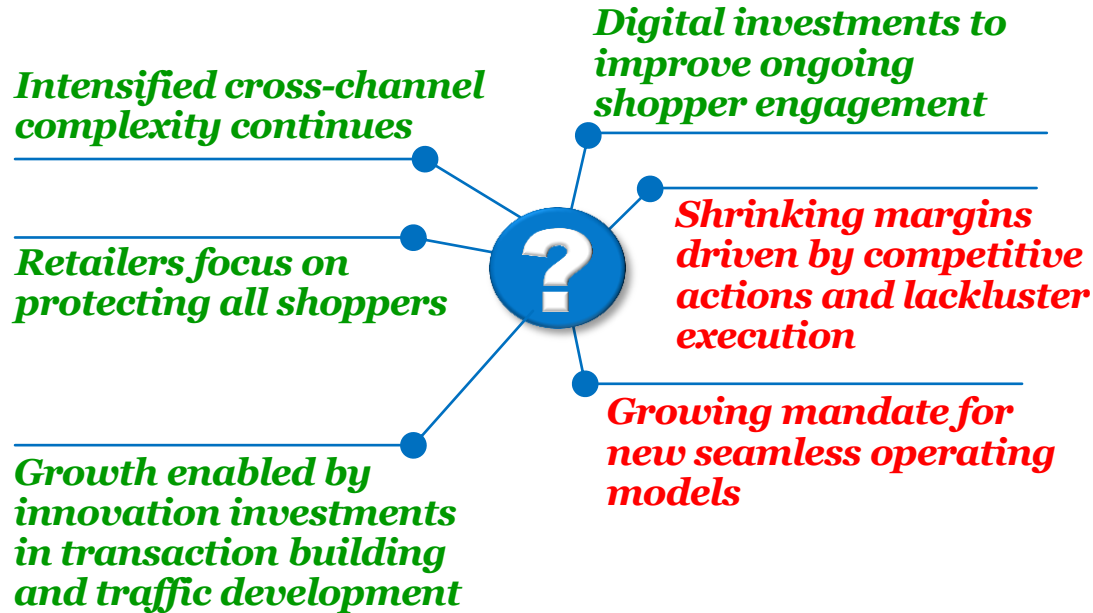 Intensified cross-channel
complexity continues
Retailers focus on
protecting all shoppers
Growth enabled by
innovation investments
in transaction building
and traffic development
?
Digital investments to
improve ongoing
shopper engagement
Shrinking margins
driven by competitive
actions and lackluster
execution
Growing mandate for
new seamless operating
models